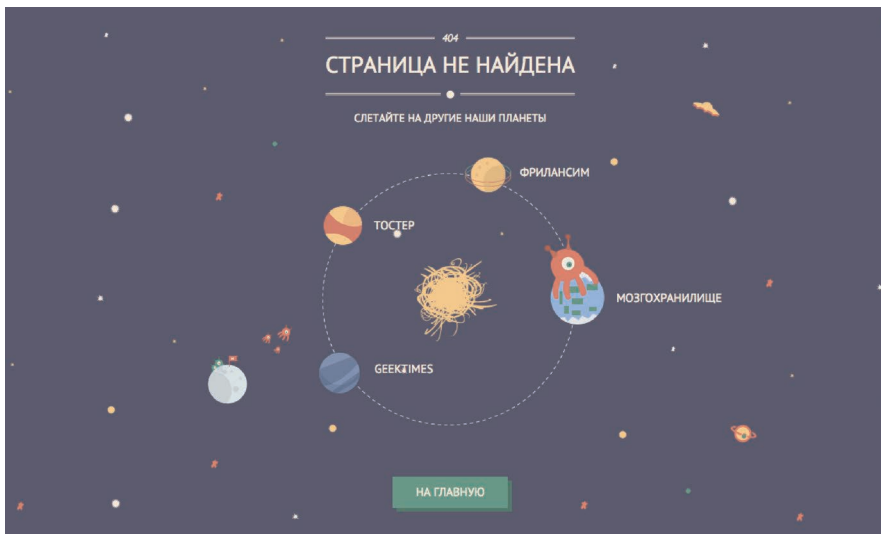 404
СТРАНИЦА НЕ НАЙДЕНА
СЛЕТАЙТЕ НА ДРУГИЕ НАШИ ПЛАНЕТЫ
ФРИЛАНСИМ
ТОСТЕР
МОЗГОХРАНИЛИЩЕ
GEEKTIMES
НА ГЛАВНУЮ